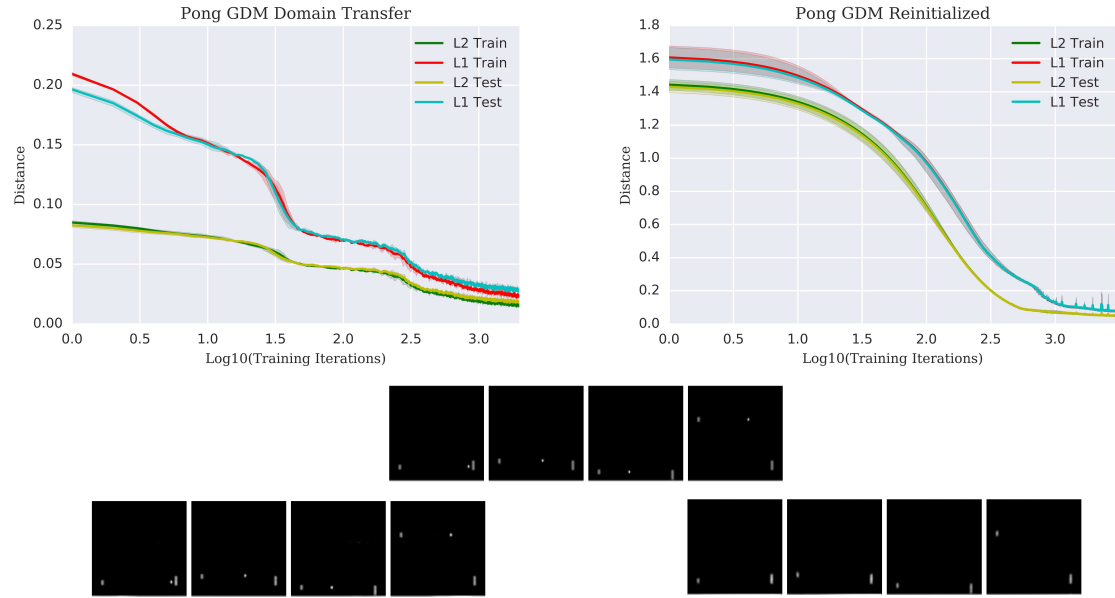 Pong GDM Domain Transfer
0.25
0.20
0.15
0.10
0.05
0.00
Distance
L2 Train
L1 Train
L2 Test
L1 Test
0.0 0.5 1.0 1.5 2.0 2.5 3.0
Log10(Training Iterations)
Pong GDM Reinitialized
1.8
1.6
1.4
1.2
1.0
0.8
0.6
0.4
0.2
0.0
Distance
L2 Train
L1 Train
L2 Test
L1 Test
0.0 0.5 1.0 1.5 2.0 2.5 3.0
Log10(Training Iterations)